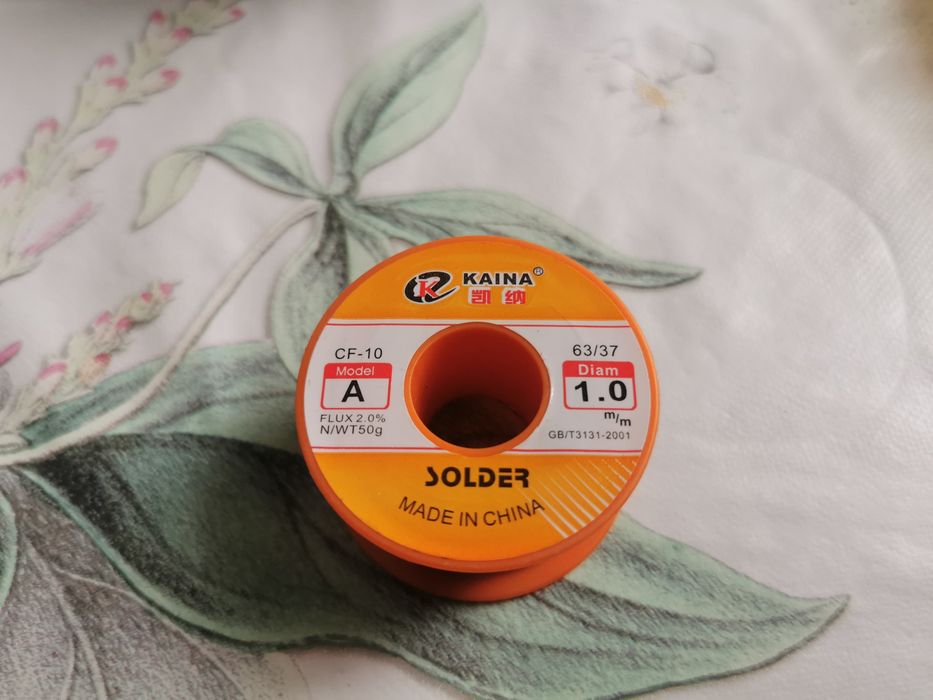 KAINA®
凯纳
CF-10
Model
A
FLUX 2.0%
N/WT50g
63/37
Diam
1.0
m/m
GB/T3131-2001
SOLDER
MADE IN CHINA